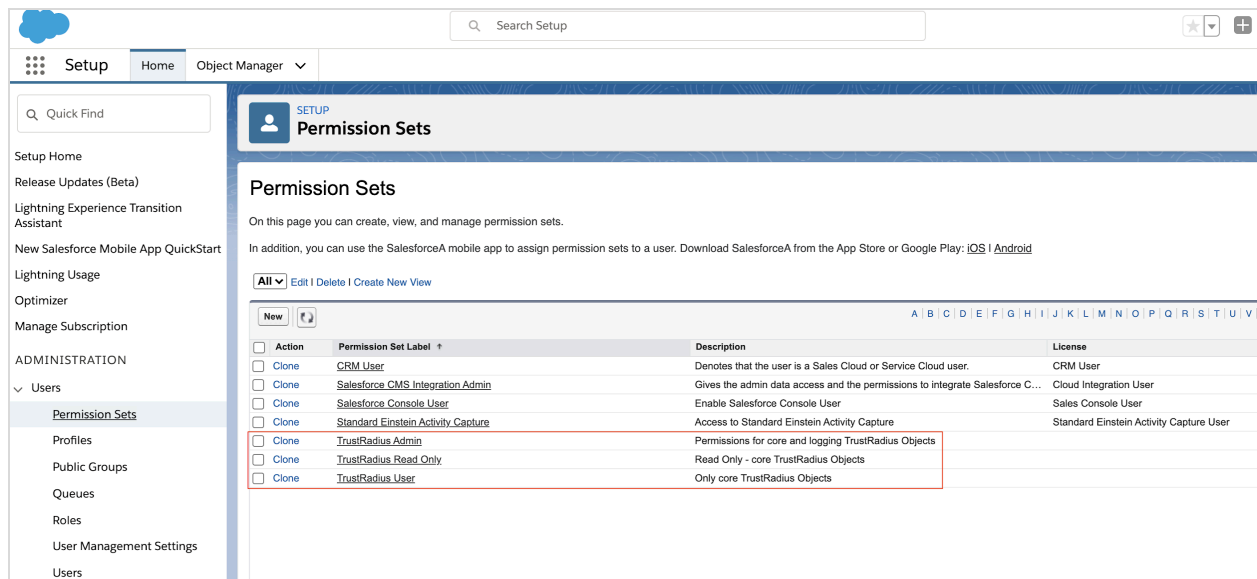 Search Setup
Setup
Home
Object Manager
Quick Find
Setup Home
Release Updates (Beta)
Lightning Experience Transition
Assistant
New Salesforce Mobile App QuickStart
Lightning Usage
Optimizer
Manage Subscription
ADMINISTRATION
Users
Permission Sets
Profiles
Public Groups
Queues
Roles
User Management Settings
Users
SETUP
Permission Sets
Permission Sets
On this page you can create, view, and manage permission sets.
In addition, you can use the SalesforceA mobile app to assign permission sets to a user. Download SalesforceA from the App Store or Google Play: iOS | Android
All Edit | Delete | Create New View
New A | B | C | D | E | F | G | H | I | J | K | L | M | N | O | P | Q | R | S | T | U | V |
Action Permission Set Label ↑ Description License
Clone CRM User Denotes that the user is a Sales Cloud or Service Cloud user. CRM User
Clone Salesforce CMS Integration Admin Gives the admin data access and the permissions to integrate Salesforce C... Cloud Integration User
Clone Salesforce Console User Enable Salesforce Console User Sales Console User
Clone Standard Einstein Activity Capture Access to Standard Einstein Activity Capture Standard Einstein Activity Capture User
Clone TrustRadius Admin Permissions for core and logging TrustRadius Objects
Clone TrustRadius Read Only Read Only - core TrustRadius Objects
Clone TrustRadius User Only core TrustRadius Objects